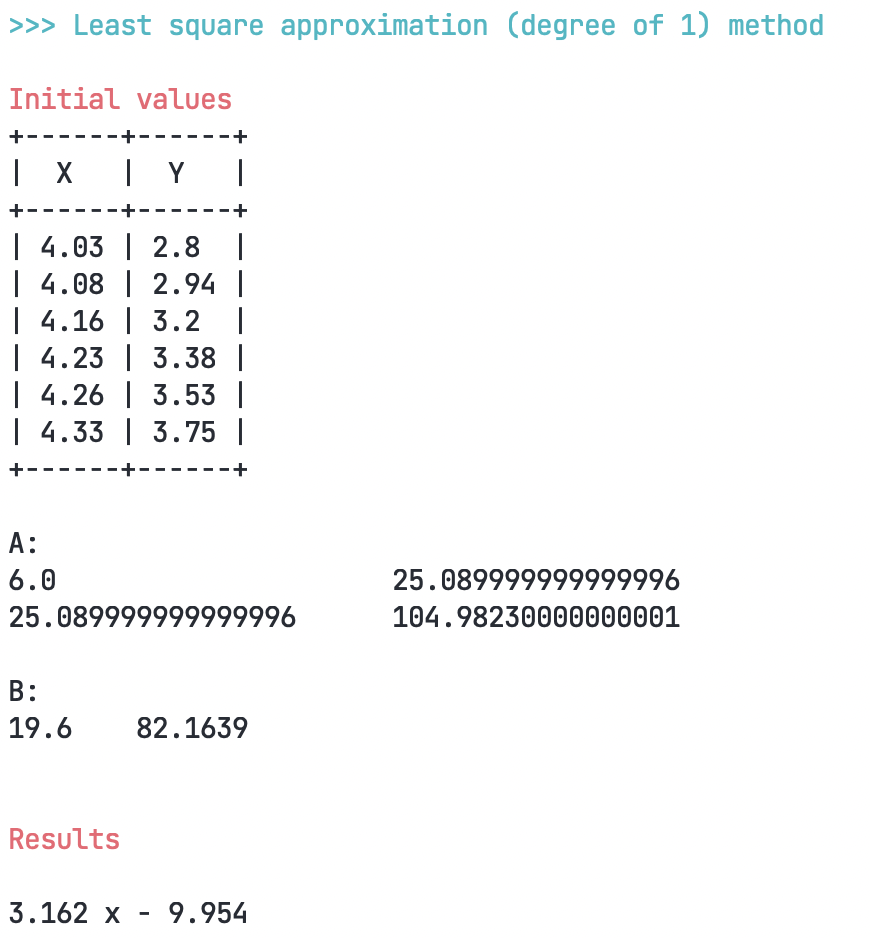 >>> Least square approximation (degree of 1) method
Initial values
+------+------+
|  X   |  Y   |
+------+------+
| 4.03 | 2.8  |
| 4.08 | 2.94 |
| 4.16 | 3.2  |
| 4.23 | 3.38 |
| 4.26 | 3.53 |
| 4.33 | 3.75 |
+------+------+
A:
6.0                     25.089999999999996
25.089999999999996      104.98230000000001
B:
19.6    82.1639
Results
3.162 x - 9.954